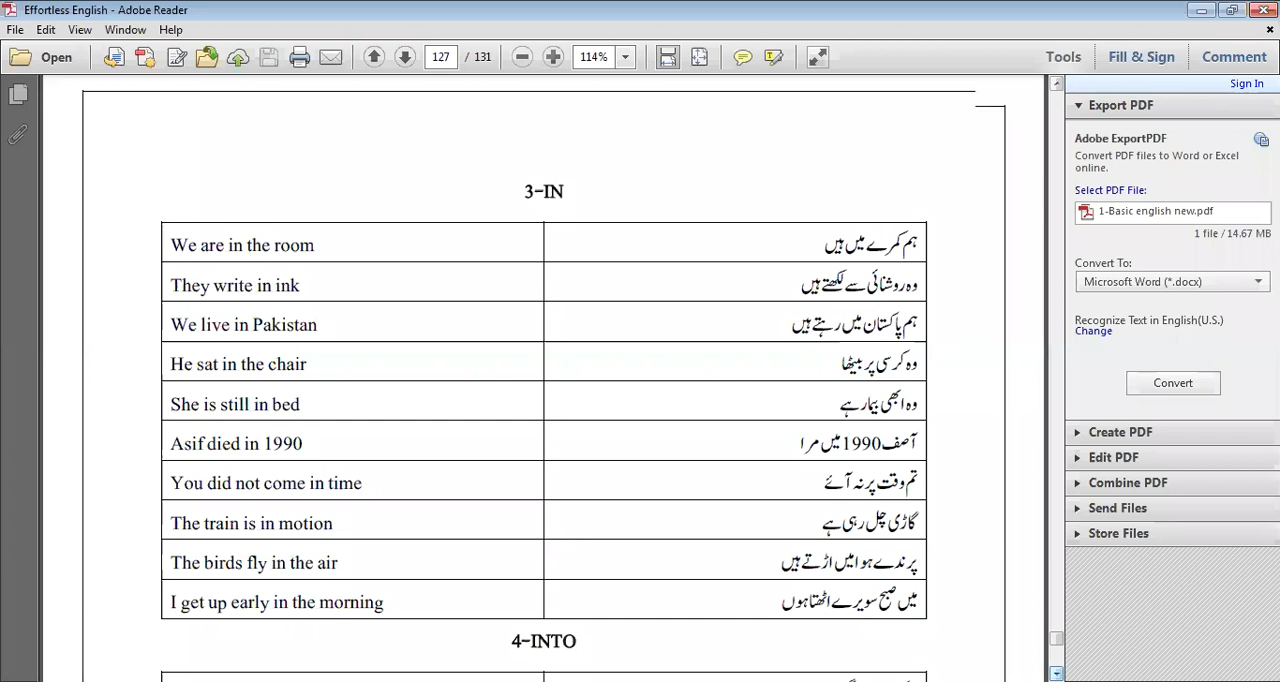 Effortless English - Adobe Reader
File Edit View Window Help
Open 127 / 131 114% Tools Fill & Sign Comment
Sign In
Export PDF
Adobe ExportPDF
Convert PDF files to Word or Excel
online.
Select PDF File:
1-Basic english new.pdf
1 file / 14.67 MB
Convert To:
Microsoft Word (*.docx)
Recognize Text in English(U.S.)
Change
Convert
Create PDF
Edit PDF
Combine PDF
Send Files
Store Files
3-IN
We are in the room ہم کمرے میں ہیں
They write in ink وہ روشنائی سے لکھتے ہیں
We live in Pakistan ہم پاکستان میں رہتے ہیں
He sat in the chair وہ کرسی پر بیٹھا
She is still in bed وہ ابھی بیمار ہے
Asif died in 1990 آصف 1990 میں مرا
You did not come in time تم وقت پر نہ آئے
The train is in motion گاڑی چل رہی ہے
The birds fly in the air پرندے ہوا میں اڑتے ہیں
I get up early in the morning میں صبح سویرے اٹھتا ہوں
4-INTO